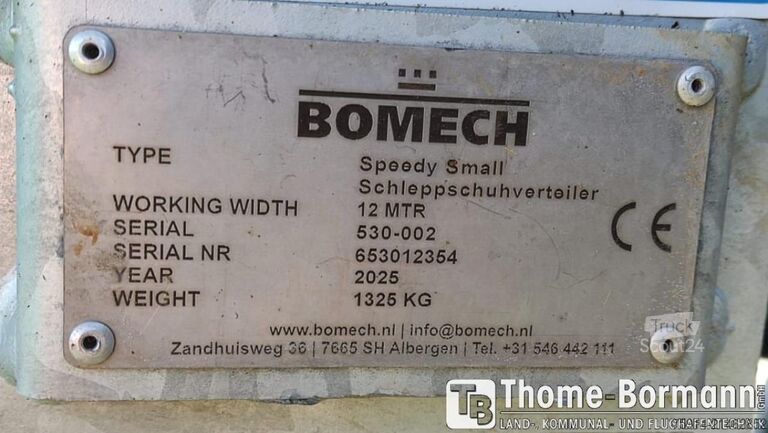 BOMECH
TYPE Speedy Small
Schleppschuhverteiler
WORKING WIDTH 12 MTR
SERIAL 530-002
SERIAL NR 653012354
YEAR 2025
WEIGHT 1325 KG
CE
www.bomech.nl | info@bomech.nl
Zandhuisweg 36 | 7665 SH Albergen | Tel. +31 546 442 111
Truck
Scout24
TB Thome Bormann GmbH
LAND-, KOMMUNAL- UND FLUGHAFENTECHNIK